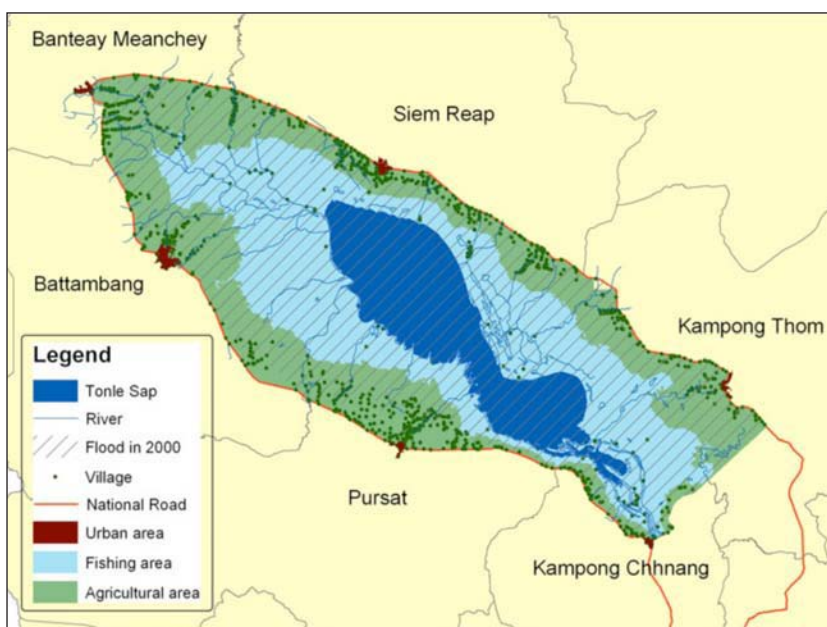 Banteay Meanchey
Siem Reap
Battambang
Kampong Thom
Pursat
Kampong Chhnang
Legend
Tonle Sap
River
Flood in 2000
Village
National Road
Urban area
Fishing area
Agricultural area